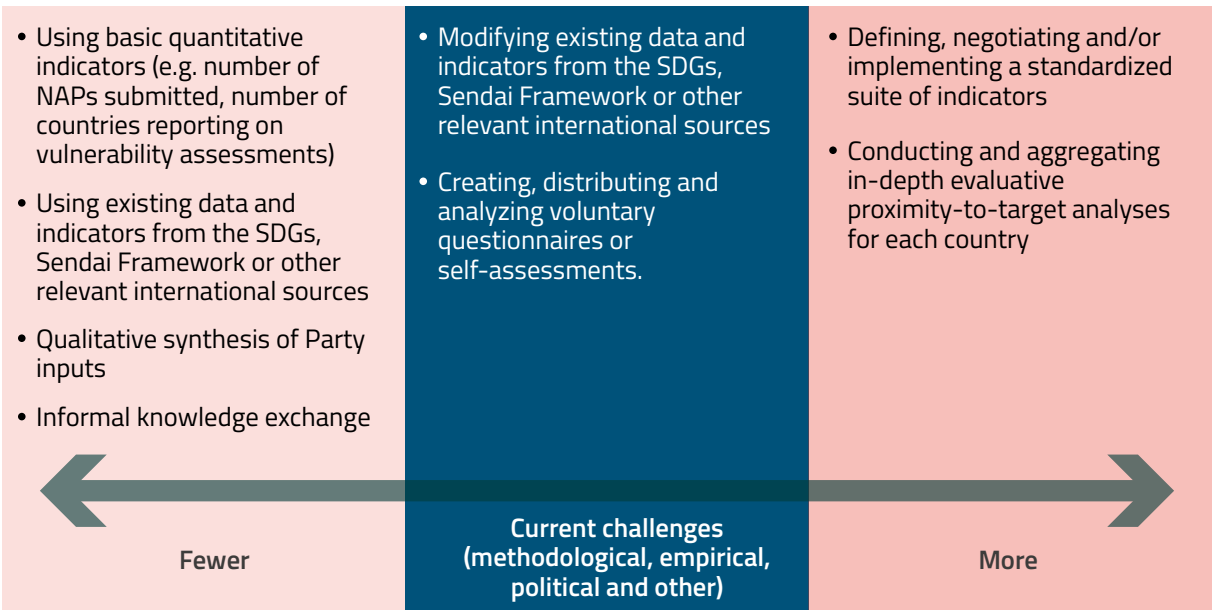 • Using basic quantitative
indicators (e.g. number of
NAPs submitted, number of
countries reporting on
vulnerability assessments)
• Using existing data and
indicators from the SDGs,
Sendai Framework or other
relevant international sources
• Qualitative synthesis of Party
inputs
• Informal knowledge exchange
• Modifying existing data and
indicators from the SDGs,
Sendai Framework or other
relevant international sources
• Creating, distributing and
analyzing voluntary
questionnaires or
self-assessments.
• Defining, negotiating and/or
implementing a standardized
suite of indicators
• Conducting and aggregating
in-depth evaluative
proximity-to-target analyses
for each country
Fewer
Current challenges
(methodological, empirical,
political and other)
More